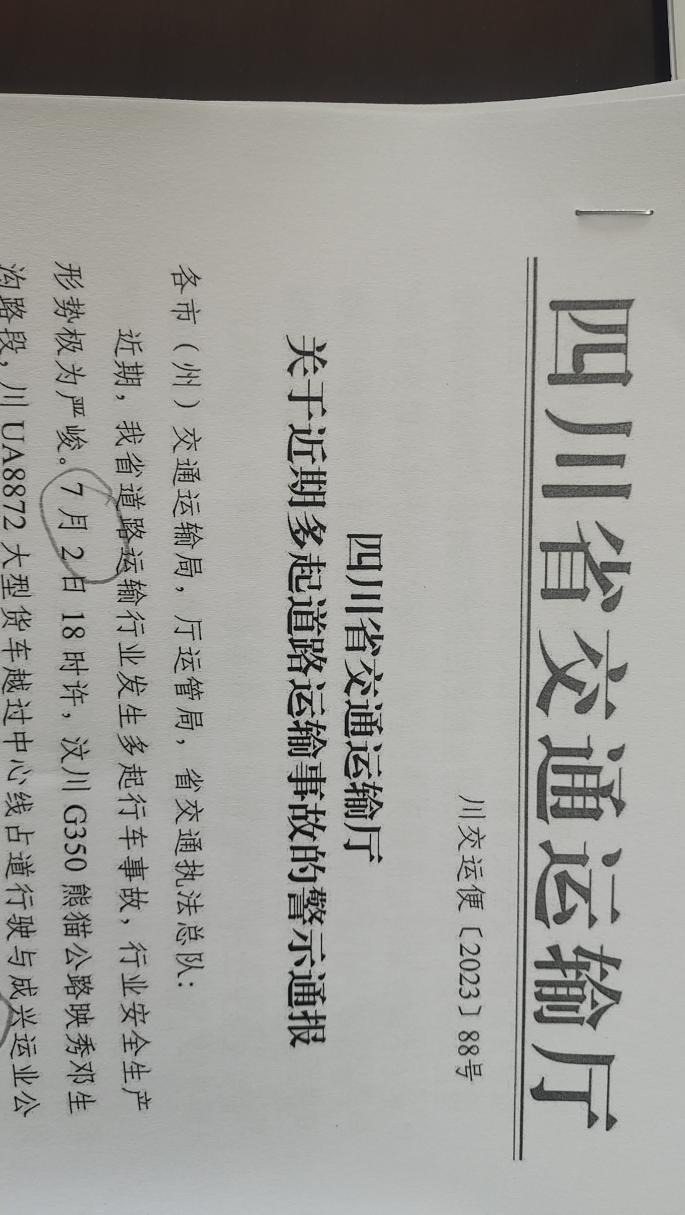 四川省交通运输厅
川交运便〔2023〕88号
四川省交通运输厅
关于近期多起道路运输事故的警示通报
各市（州）交通运输局，厅运管局，省交通执法总队：
近期，我省道路运输行业发生多起行车事故，行业安全生产
形势极为严峻。7月2日18时许，汶川G350熊猫公路映秀邓生
沟路段，川UA8872大型货车越过中心线占道行驶与成兴运业公